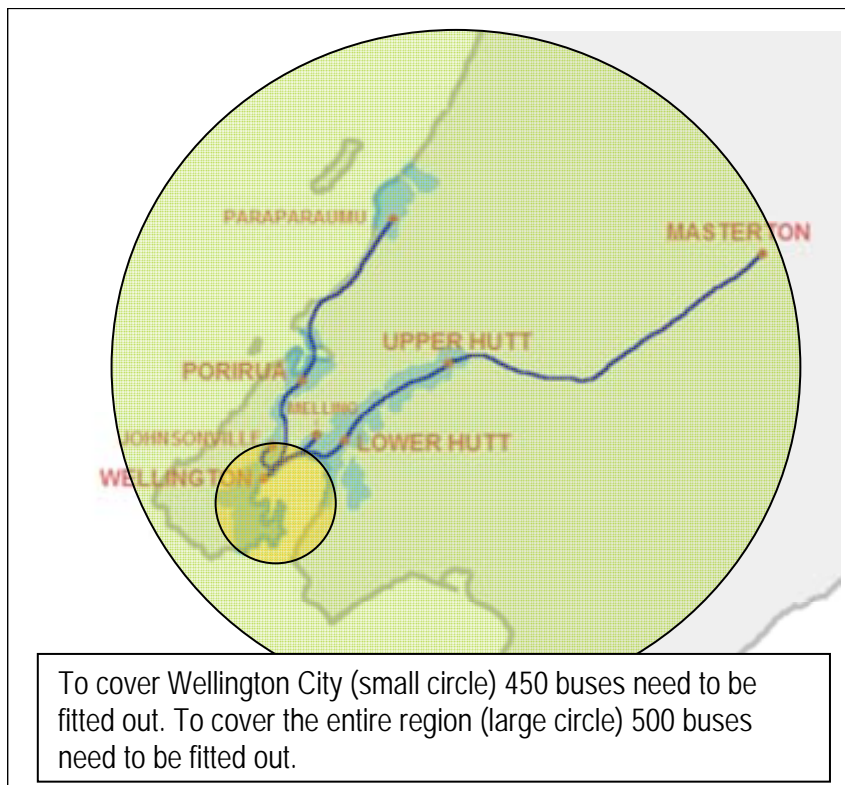 PARAPARAUMU
MASTERTON
UPPER HUTT
PORIRUA
MELLING
JOHNSONVILLE
LOWER HUTT
WELLINGTON
To cover Wellington City (small circle) 450 buses need to be
fitted out. To cover the entire region (large circle) 500 buses
need to be fitted out.